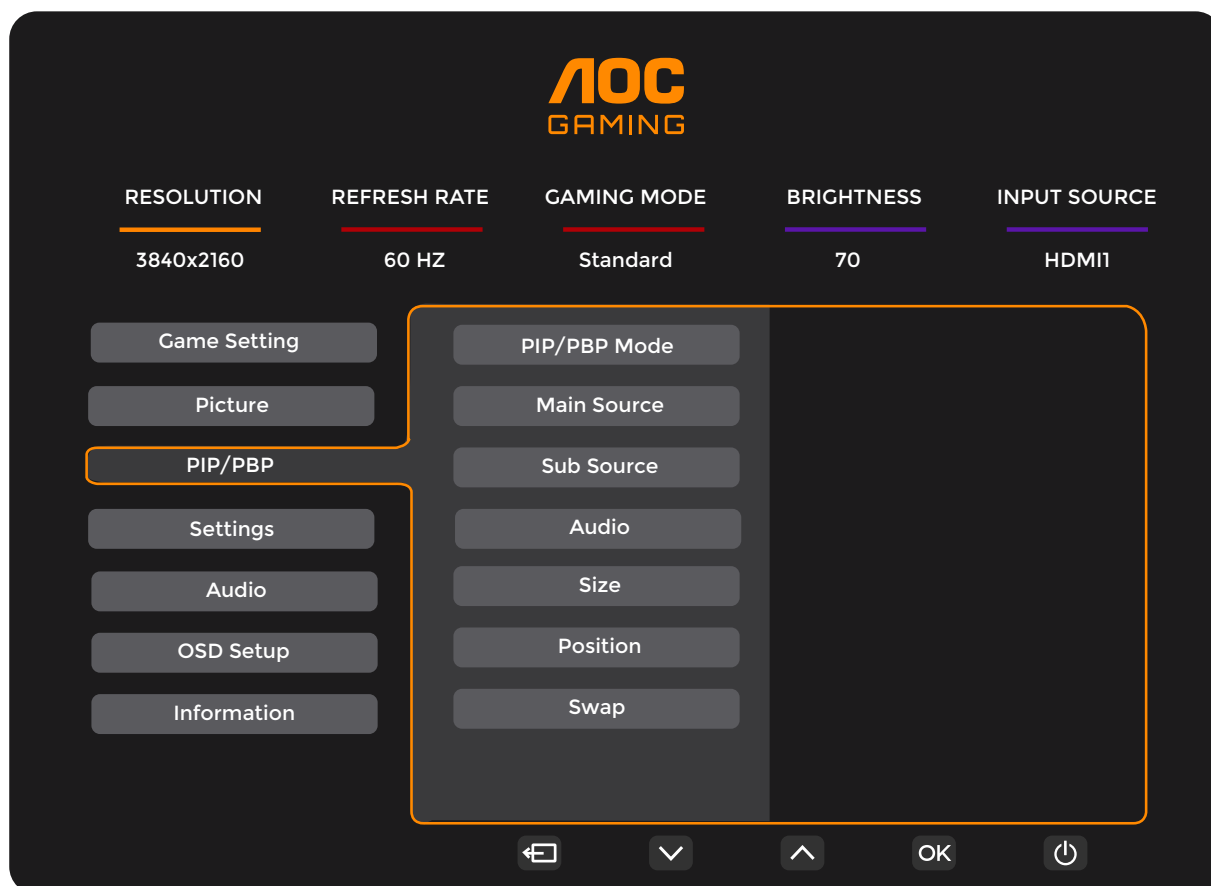 AOC
GAMING
RESOLUTION REFRESH RATE GAMING MODE BRIGHTNESS INPUT SOURCE
3840x2160 60 HZ Standard 70 HDMI1
Game Setting PIP/PBP Mode
Picture Main Source
PIP/PBP Sub Source
Settings Audio
Audio Size
OSD Setup Position
Information Swap
OK